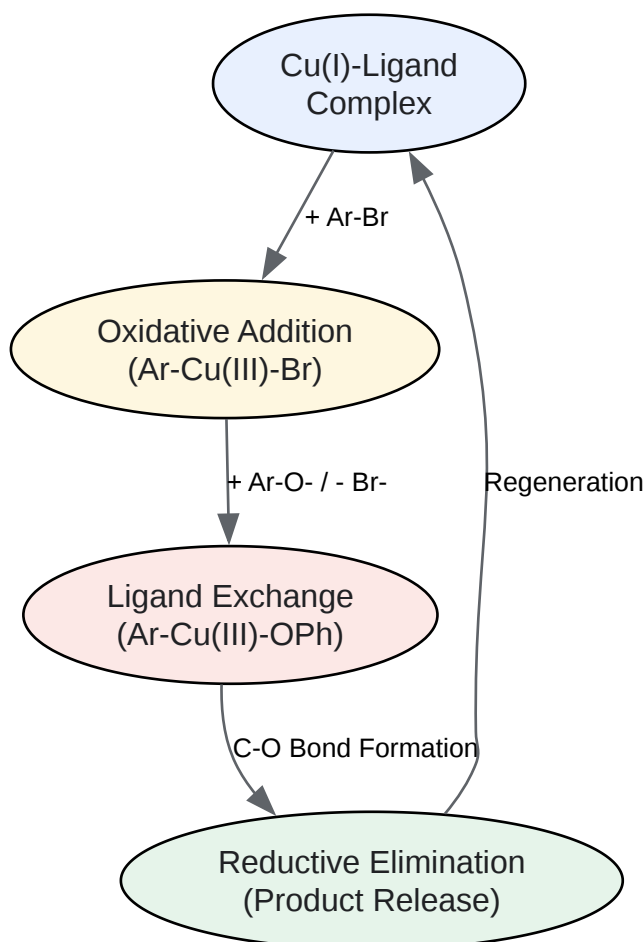 Cu(I)-Ligand
Complex
+ Ar-Br
Oxidative Addition
(Ar-Cu(III)-Br)
+ Ar-O- / - Br-
Regeneration
Ligand Exchange
(Ar-Cu(III)-OPh)
C-O Bond Formation
Reductive Elimination
(Product Release)